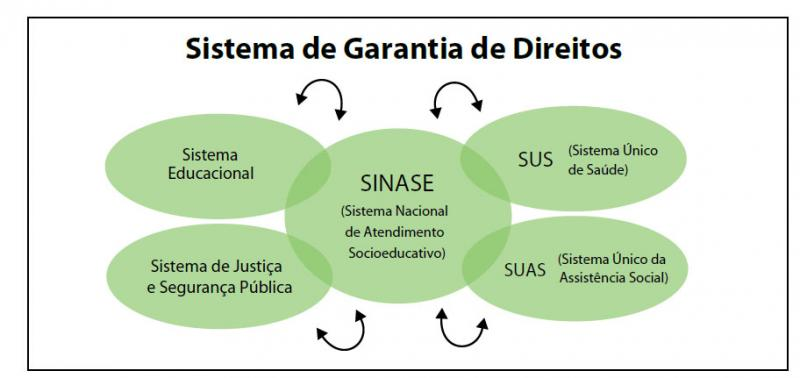 Sistema de Garantia de Direitos
Sistema
Educacional
SINASE
(Sistema Nacional
de Atendimento
Socioeducativo)
SUS (Sistema Único
de Saúde)
Sistema de Justiça
e Segurança Pública
SUAS (Sistema Único da
Assistência Social)